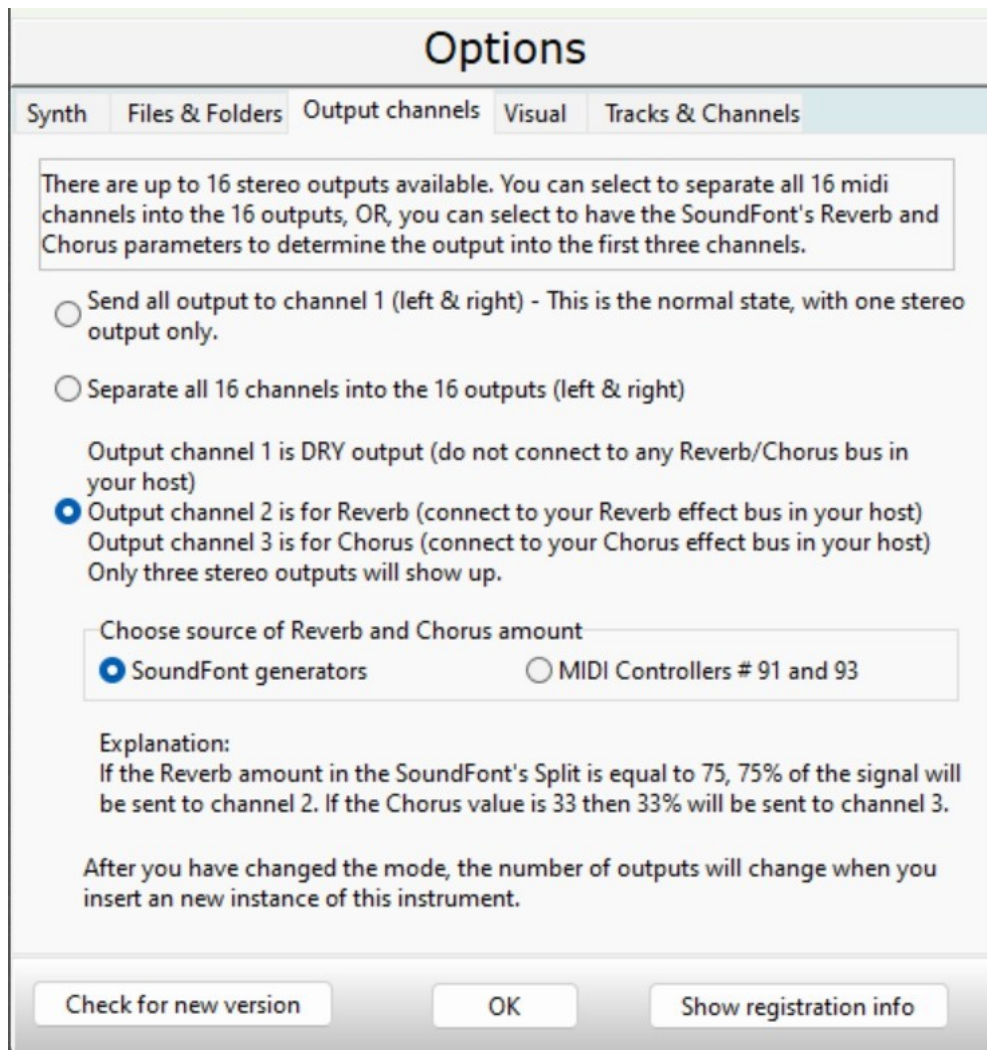 Options
Synth Files & Folders Output channels Visual Tracks & Channels
There are up to 16 stereo outputs available. You can select to separate all 16 midi
channels into the 16 outputs, OR, you can select to have the SoundFont's Reverb and
Chorus parameters to determine the output into the first three channels.
Send all output to channel 1 (left & right) - This is the normal state, with one stereo
output only.
Separate all 16 channels into the 16 outputs (left & right)
Output channel 1 is DRY output (do not connect to any Reverb/Chorus bus in
your host)
Output channel 2 is for Reverb (connect to your Reverb effect bus in your host)
Output channel 3 is for Chorus (connect to your Chorus effect bus in your host)
Only three stereo outputs will show up.
Choose source of Reverb and Chorus amount
SoundFont generators MIDI Controllers # 91 and 93
Explanation:
If the Reverb amount in the SoundFont's Split is equal to 75, 75% of the signal will
be sent to channel 2. If the Chorus value is 33 then 33% will be sent to channel 3.
After you have changed the mode, the number of outputs will change when you
insert an new instance of this instrument.
Check for new version OK Show registration info